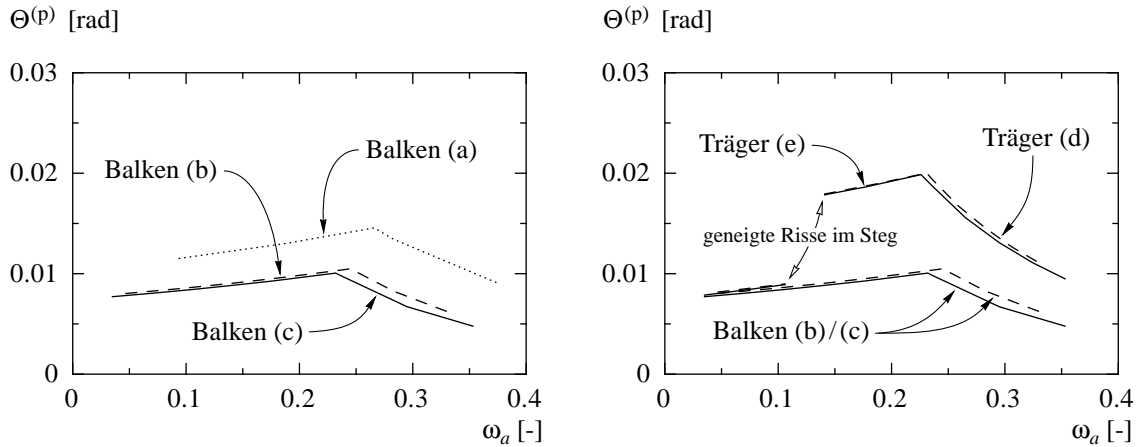 Θ(p) [rad]
0.03
0.02
0.01
0
0
0.1
0.2
0.3
0.4
ωa [-]
Balken (a)
Balken (b)
Balken (c)
Θ(p) [rad]
0.03
0.02
0.01
0
0
0.1
0.2
0.3
0.4
ωa [-]
Träger (e)
Träger (d)
geneigte Risse im Steg
Balken (b) / (c)